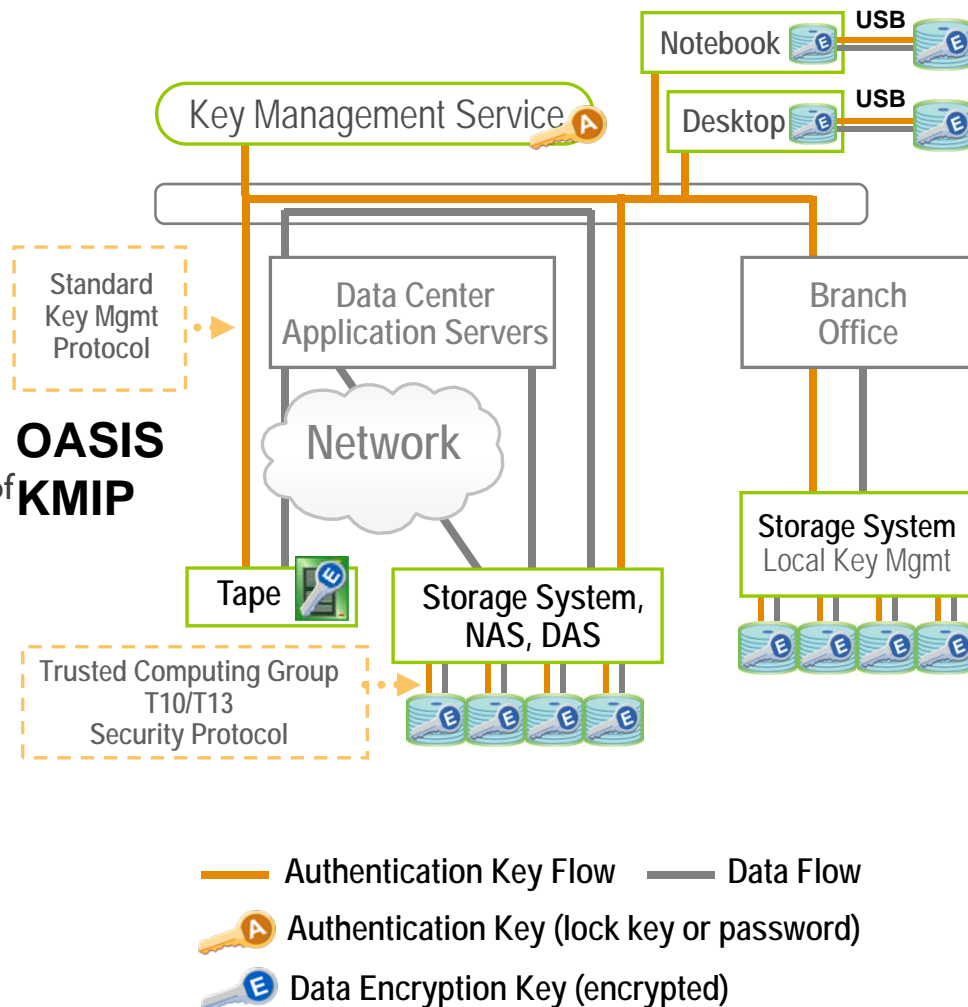 USB
Notebook E E
Key Management Service A
USB
Desktop E E
Standard
Key Mgmt
Protocol
Data Center
Application Servers
Branch
Office
OASIS
of KMIP
Network
Storage System
Local Key Mgmt
Tape E
Storage System,
NAS, DAS
E E E E
Trusted Computing Group
T10/T13
Security Protocol
E E E E
Authentication Key Flow Data Flow
A Authentication Key (lock key or password)
E Data Encryption Key (encrypted)